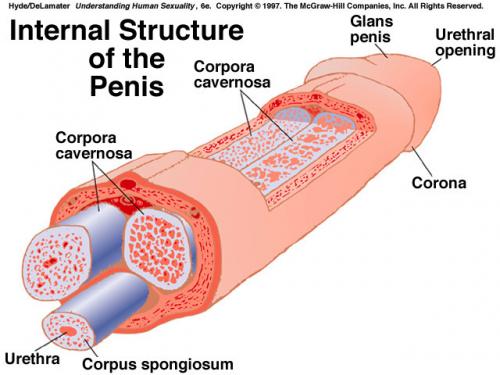 Hyde/DeLamater Understanding Human Sexuality, 6e. Copyright © 1997. The McGraw-Hill Companies, Inc. All Rights Reserved.
Internal Structure
of the
Penis
Glans
penis
Urethral
opening
Corpora
cavernosa
Corpora
cavernosa
Corona
Urethra
Corpus spongiosum